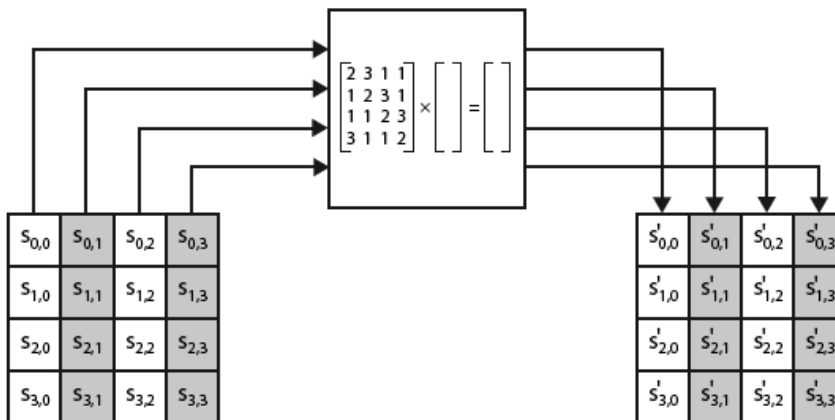 2 3 1 1
1 2 3 1
1 1 2 3
3 1 1 2
× =
S0,0 S0,1 S0,2 S0,3
S1,0 S1,1 S1,2 S1,3
S2,0 S2,1 S2,2 S2,3
S3,0 S3,1 S3,2 S3,3
S'0,0 S'0,1 S'0,2 S'0,3
S'1,0 S'1,1 S'1,2 S'1,3
S'2,0 S'2,1 S'2,2 S'2,3
S'3,0 S'3,1 S'3,2 S'3,3